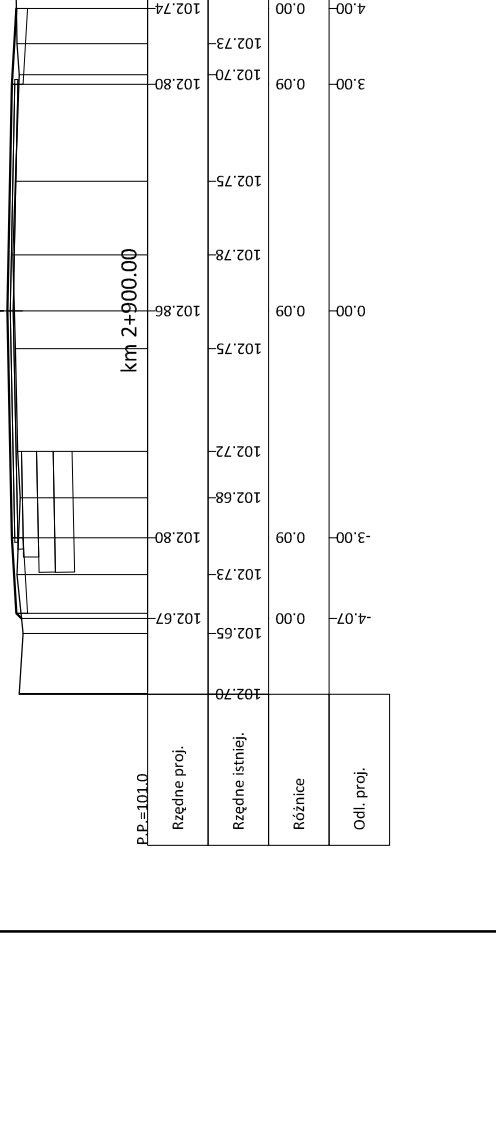 km 2+900.00
P.P.=101.0
Rzędne proj. 102.67 102.80 102.86 102.80 102.74
Rzędne istniej. 102.70 102.65 102.73 102.68 102.72 102.75 102.78 102.75 102.70 102.73
Różnice 0.00 0.09 0.09 0.09 0.00
Odl. proj. -4.07 -3.00 0.00 3.00 4.00